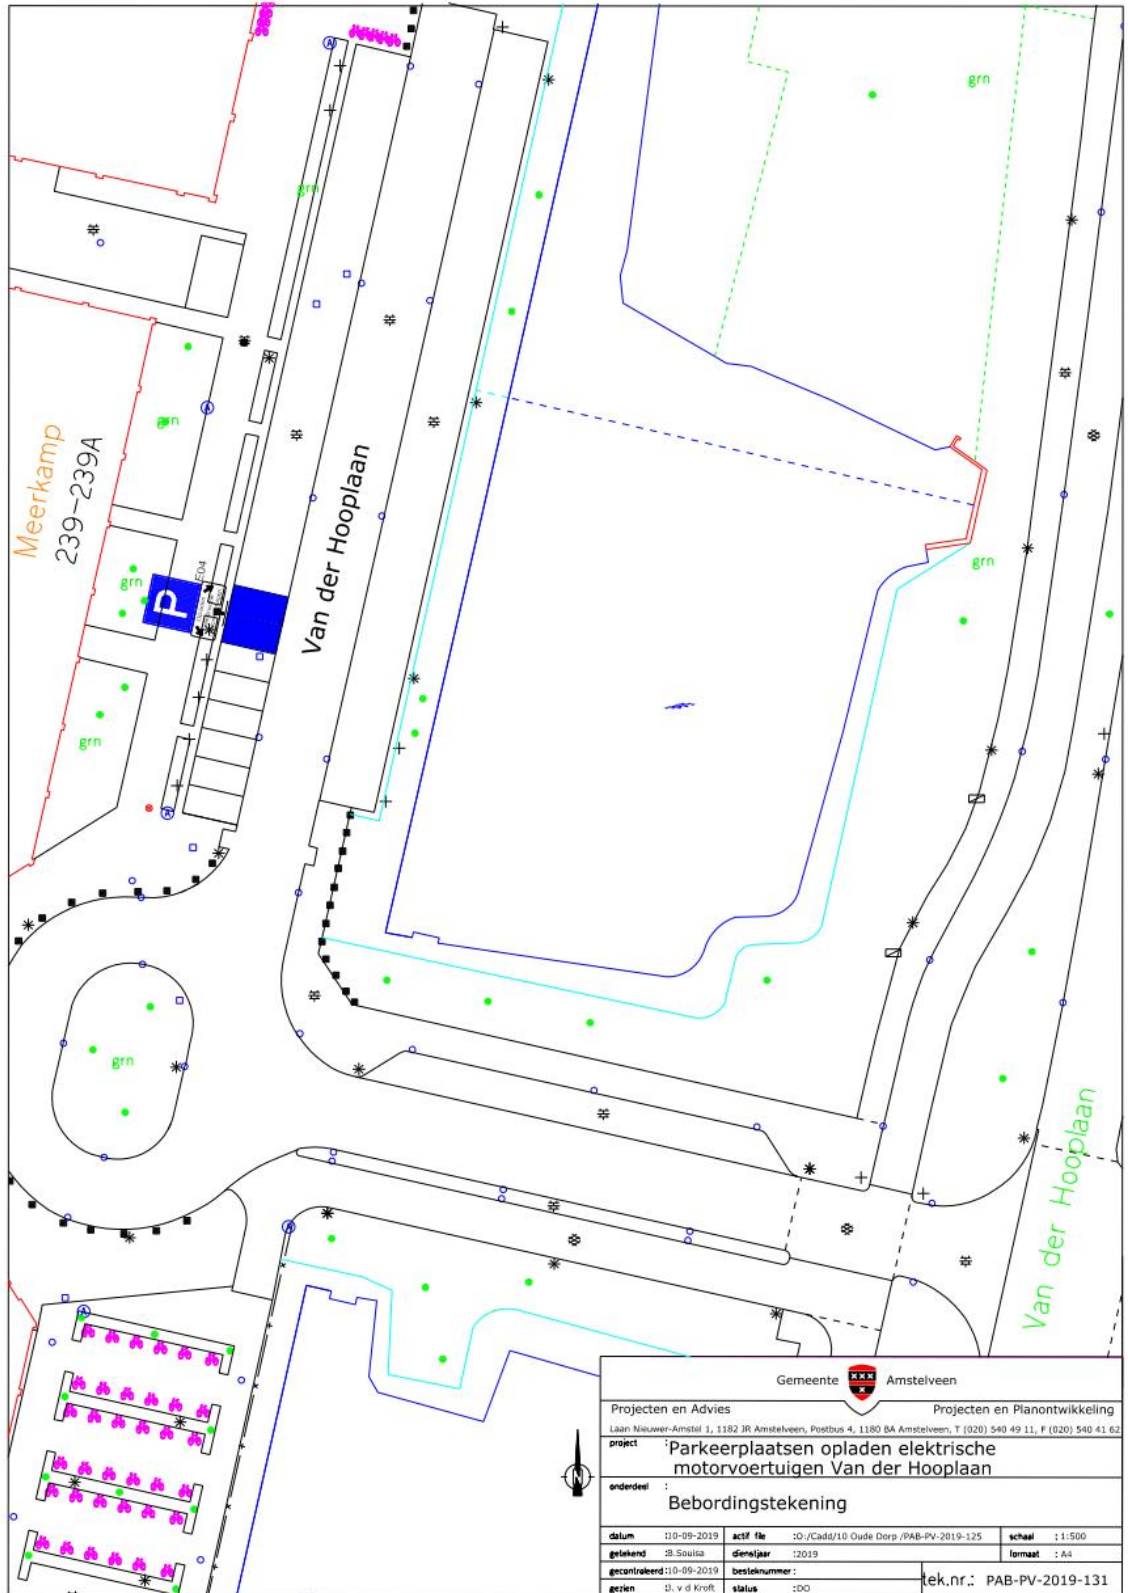 grn
grn
grn
Meerkamp
239-239A
Van der Hooplaan
E04
P
grn
grn
grn
grn
Van der Hooplaan
Gemeente Amstelveen
Projecten en Advies Projecten en Planontwikkeling
Laan Nieuwer-Amstel 1, 1182 JR Amstelveen, Postbus 4, 1180 BA Amstelveen, T (020) 540 49 11, F (020) 540 41 62
project : Parkeerplaatsen opladen elektrische
motorvoertuigen Van der Hooplaan
onderdeel :
Bebordingstekening
datum :10-09-2019 actif file :O:/Cadd/10 Oude Dorp /PAB-PV-2019-125 schaal : 1:500
getekend :B.Souisa dienstjaar :2019 formaat : A4
gecontroleerd :10-09-2019 besteknummer :
gezien :J. v d Kroft status :DO tek.nr.: PAB-PV-2019-131